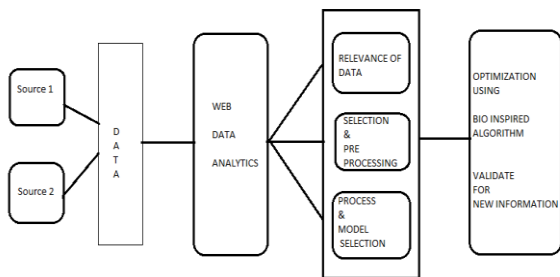 Source 1
Source 2
D
A
T
A
WEB
DATA
ANALYTICS
RELEVANCE OF
DATA
SELECTION
&
PRE
PROCESSING
PROCESS
&
MODEL
SELECTION
OPTIMIZATION
USING
BIO INSPIRED
ALGORITHM
VALIDATE
FOR
NEW INFORMATION